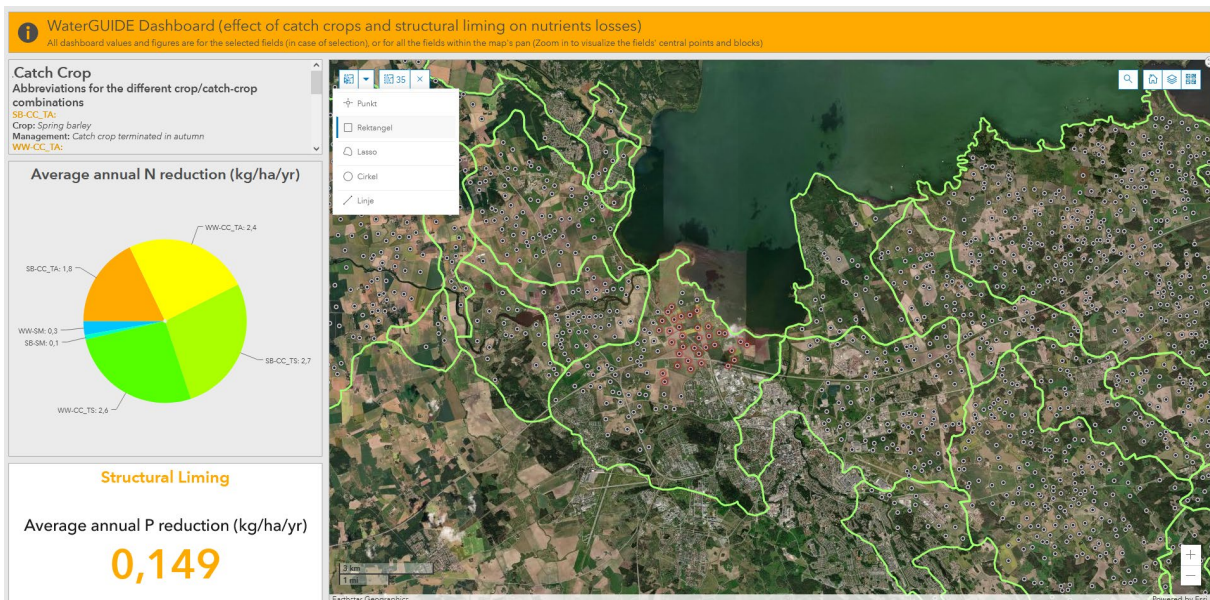 WaterGUIDE Dashboard (effect of catch crops and structural liming on nutrients losses)
All dashboard values and figures are for the selected fields (in case of selection), or for all the fields within the map's pan (Zoom in to visualize the fields' central points and blocks)
.Catch Crop
Abbreviations for the different crop/catch-crop
combinations
SB-CC_TA:
Crop: Spring barley
Management: Catch crop terminated in autumn
WW-CC_TA:
Average annual N reduction (kg/ha/yr)
WW-CC_TA: 2,4
SB-CC_TA: 1,8
WW-SM: 0,3
SB-SM: 0,1
SB-CC_TS: 2,7
WW-CC_TS: 2,6
Structural Liming
Average annual P reduction (kg/ha/yr)
0,149
35
Punkt
Rektangel
Lasso
Cirkel
Linje
3 km
1 mi
Earthstar Geographics
Powered by Esri